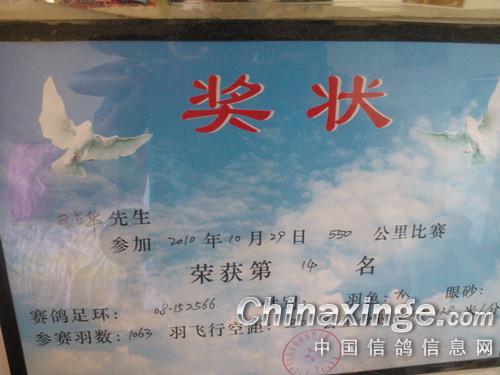 奖状
先生
参加 2010 年 10 月 29 日 550 公里比赛
荣获第 14 名
赛鸽足环: 08-152566 羽色: 眼砂:
参赛羽数: 1063 羽飞行空距:
Chinaxinge.com
中国信鸽信息网